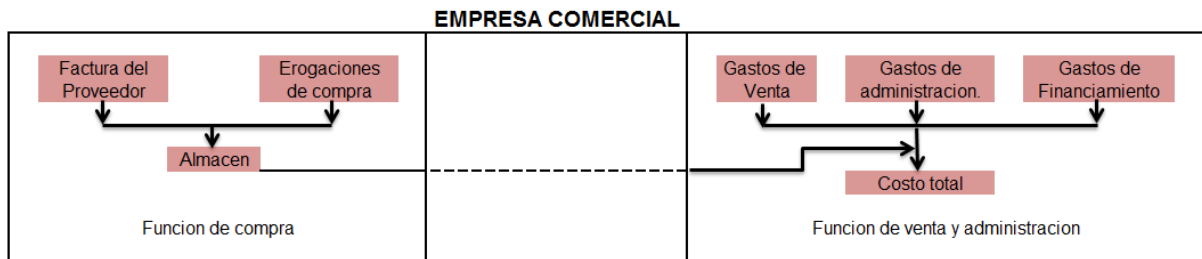 EMPRESA COMERCIAL
Factura del
Proveedor
Erogaciones
de compra
Almacen
Funcion de compra
Gastos de
Venta
Gastos de
administracion.
Gastos de
Financiamiento
Costo total
Funcion de venta y administracion